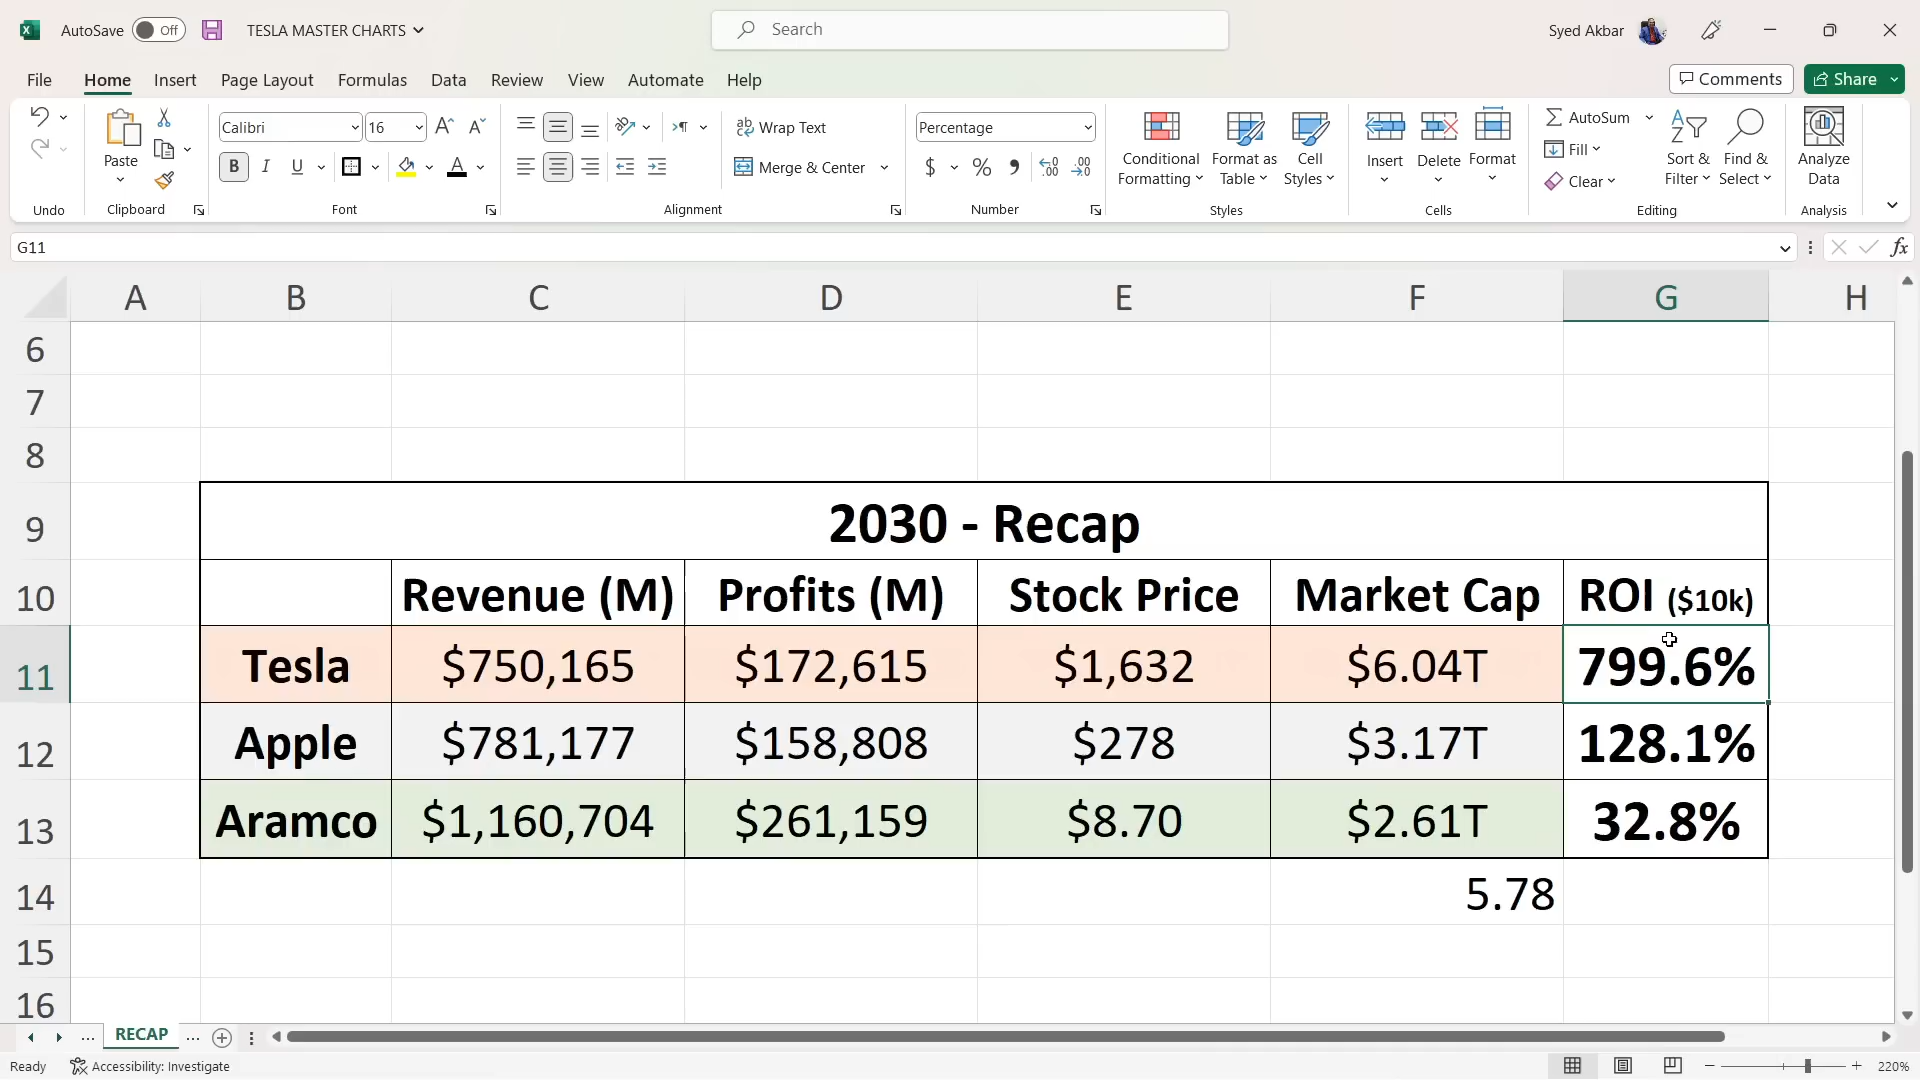 AutoSave Off TESLA MASTER CHARTS Search Syed Akbar
File Home Insert Page Layout Formulas Data Review View Automate Help Comments Share
Paste Calibri 16 Wrap Text Percentage Conditional Formatting Format as Table Cell Styles Insert Delete Format AutoSum Sort & Filter Find & Select Analyze Data
B I U Merge & Center $ % Fill Clear
Undo Clipboard Font Alignment Number Styles Cells Editing Analysis
G11 fx
A B C D E F G H
6
7
8
9 2030 - Recap
10 Revenue (M) Profits (M) Stock Price Market Cap ROI ($10k)
11 Tesla $750,165 $172,615 $1,632 $6.04T 799.6%
12 Apple $781,177 $158,808 $278 $3.17T 128.1%
13 Aramco $1,160,704 $261,159 $8.70 $2.61T 32.8%
14 5.78
15
16
... RECAP ...
Ready Accessibility: Investigate 220%